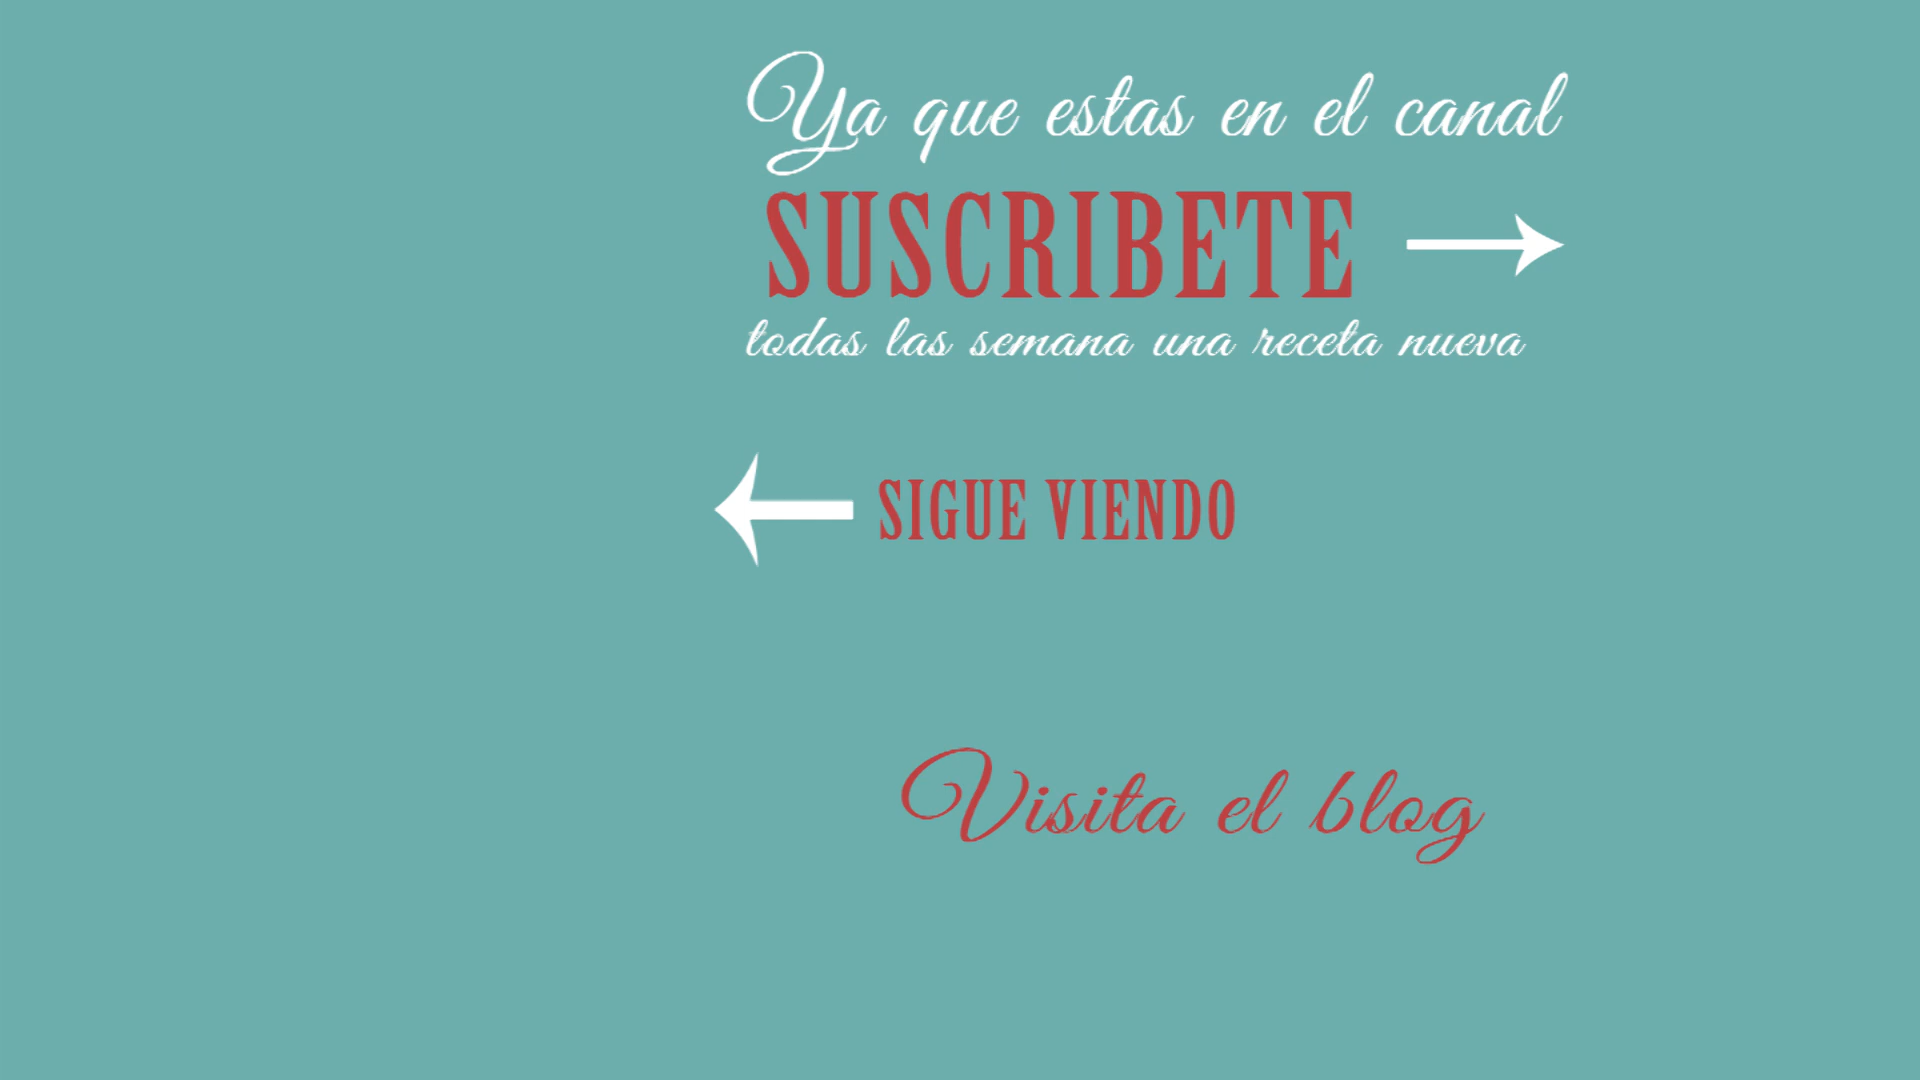 Ya que estas en el canal
SUSCRIBETE
todas las semana una receta nueva
SIGUE VIENDO
Visita el blog